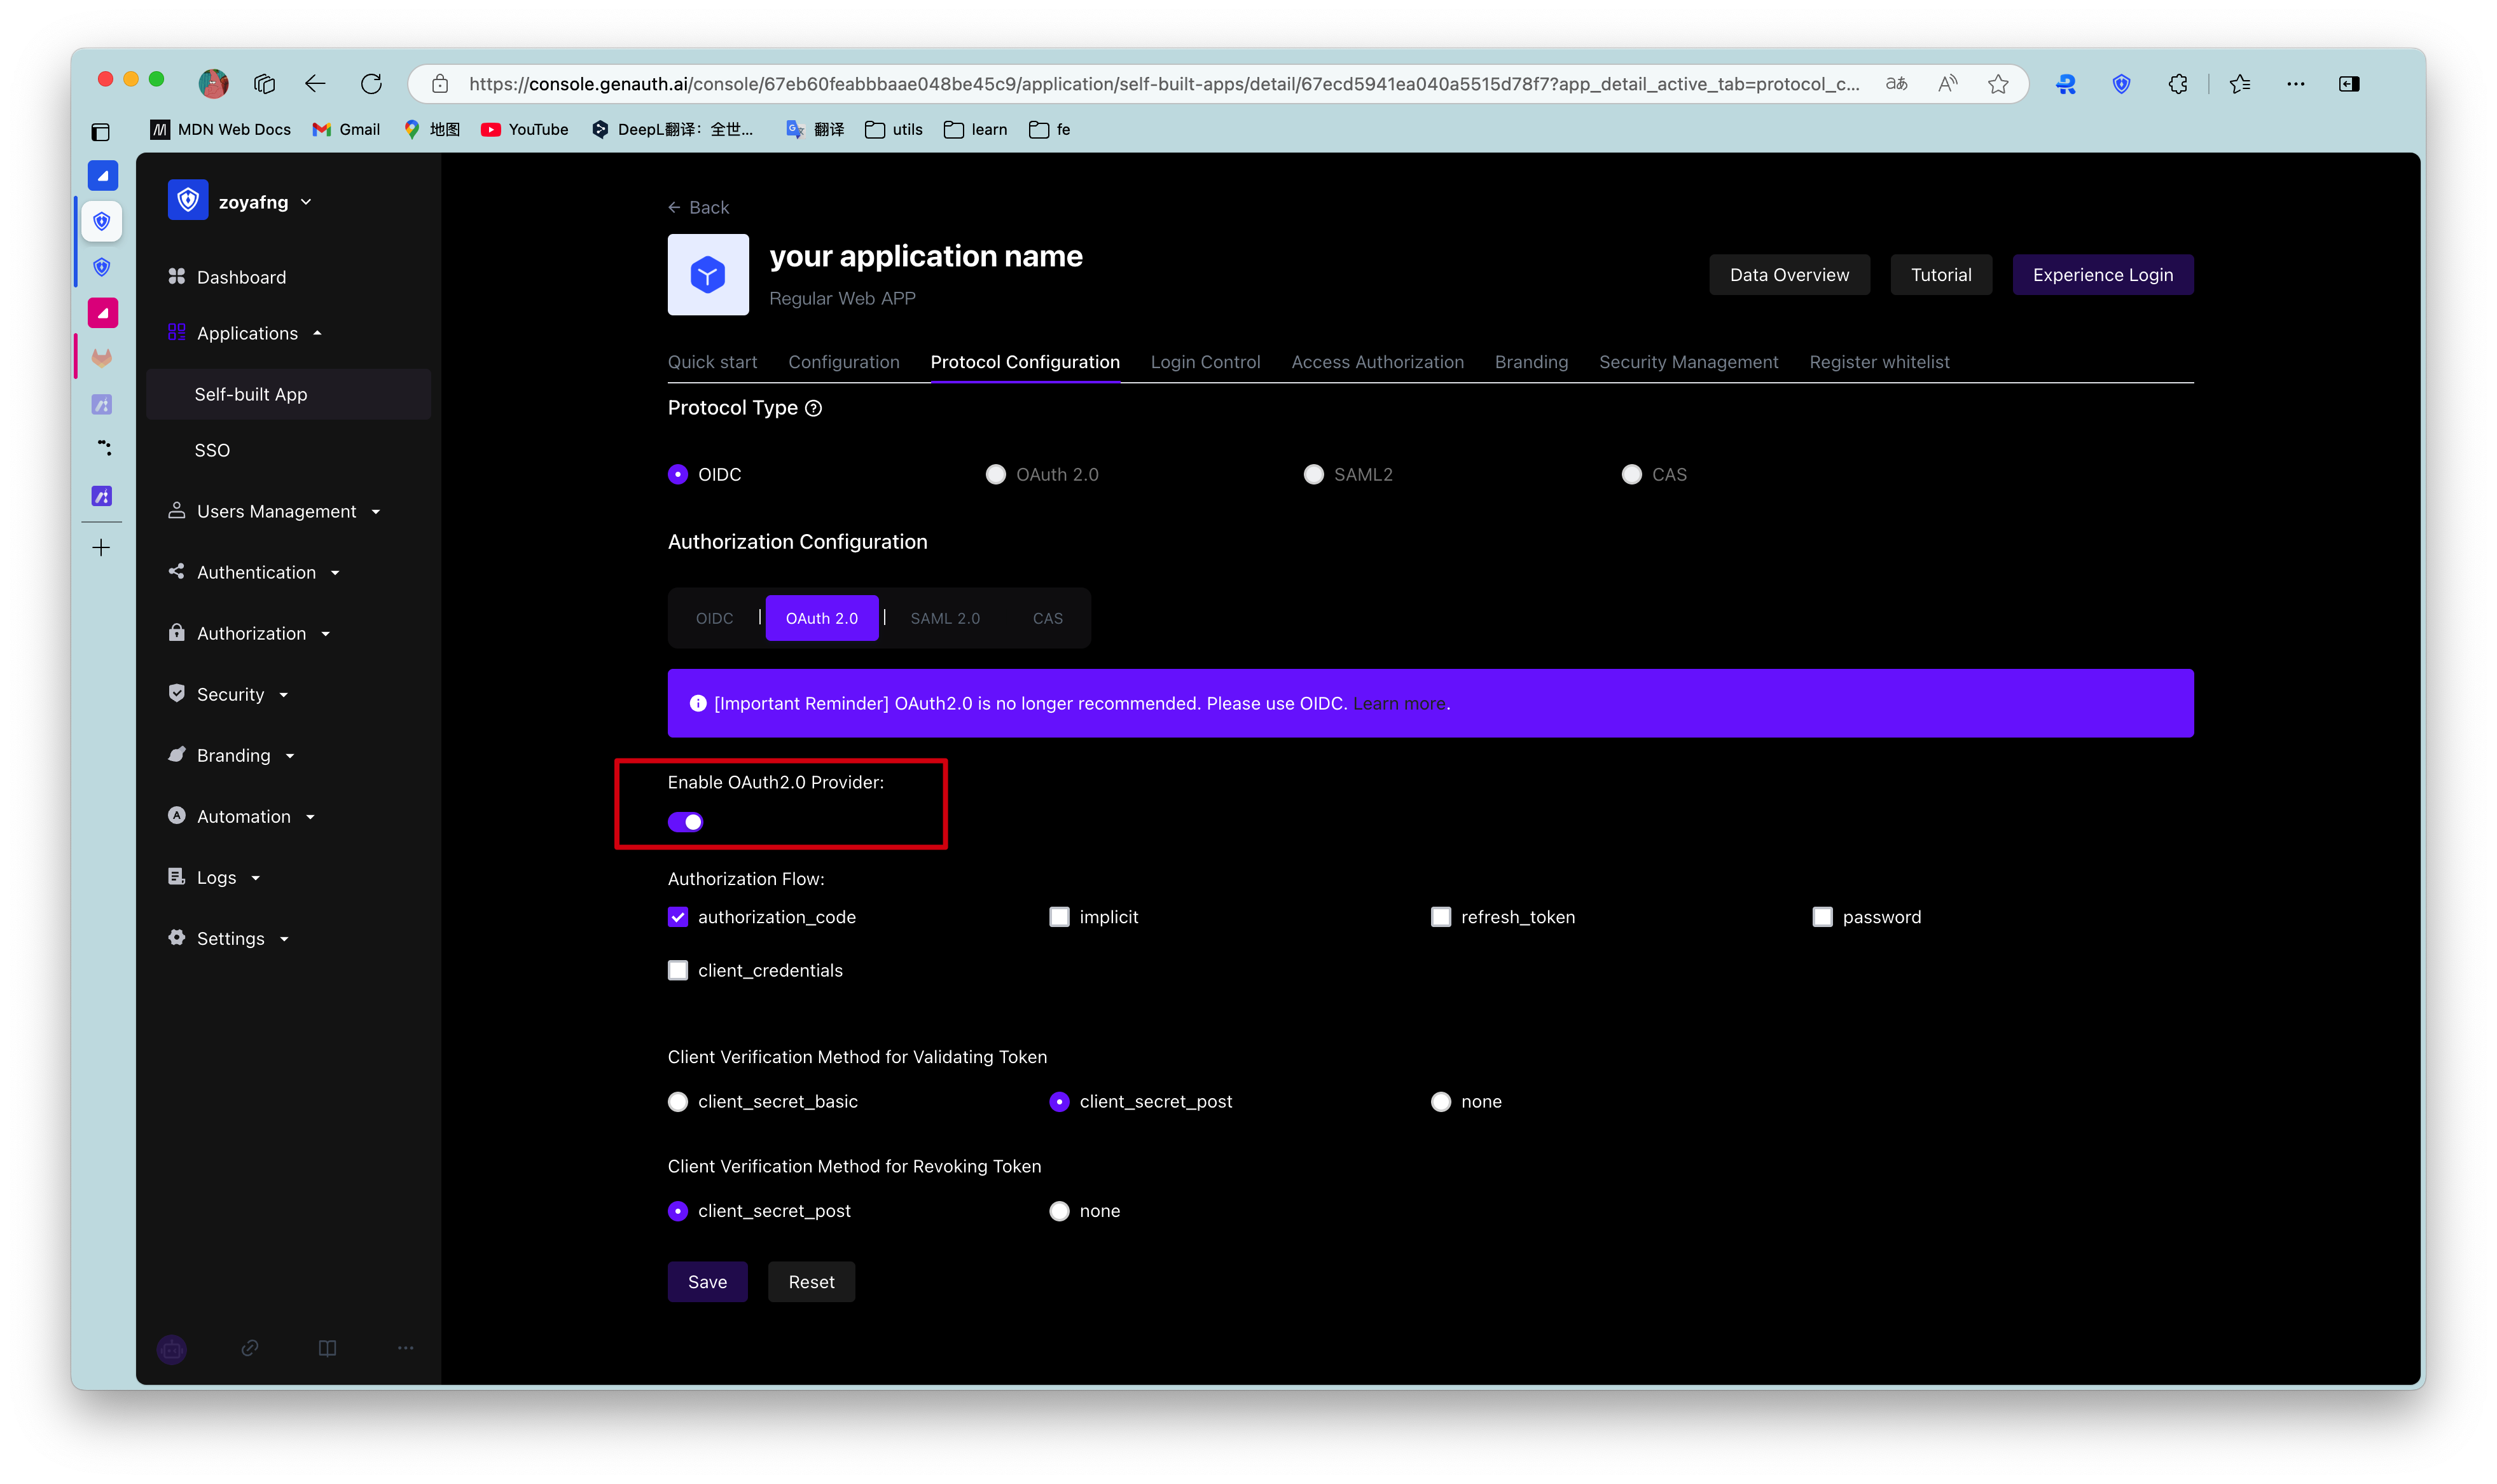 https://console.genauth.ai/console/67eb60feabbbaae048be45c9/application/self-built-apps/detail/67ecd5941ea040a5515d78f7?app_detail_active_tab=protocol_c...
MDN Web Docs
Gmail
地图
YouTube
DeepL翻译：全世...
翻译
utils
learn
fe
zoyafng
Dashboard
Applications
Self-built App
SSO
Users Management
Authentication
Authorization
Security
Branding
Automation
Logs
Settings
Back
your application name
Regular Web APP
Data Overview
Tutorial
Experience Login
Quick start
Configuration
Protocol Configuration
Login Control
Access Authorization
Branding
Security Management
Register whitelist
Protocol Type
OIDC
OAuth 2.0
SAML2
CAS
Authorization Configuration
OIDC
OAuth 2.0
SAML 2.0
CAS
[Important Reminder] OAuth2.0 is no longer recommended. Please use OIDC. Learn more.
Enable OAuth2.0 Provider:
Authorization Flow:
authorization_code
implicit
refresh_token
password
client_credentials
Client Verification Method for Validating Token
client_secret_basic
client_secret_post
none
Client Verification Method for Revoking Token
client_secret_post
none
Save
Reset